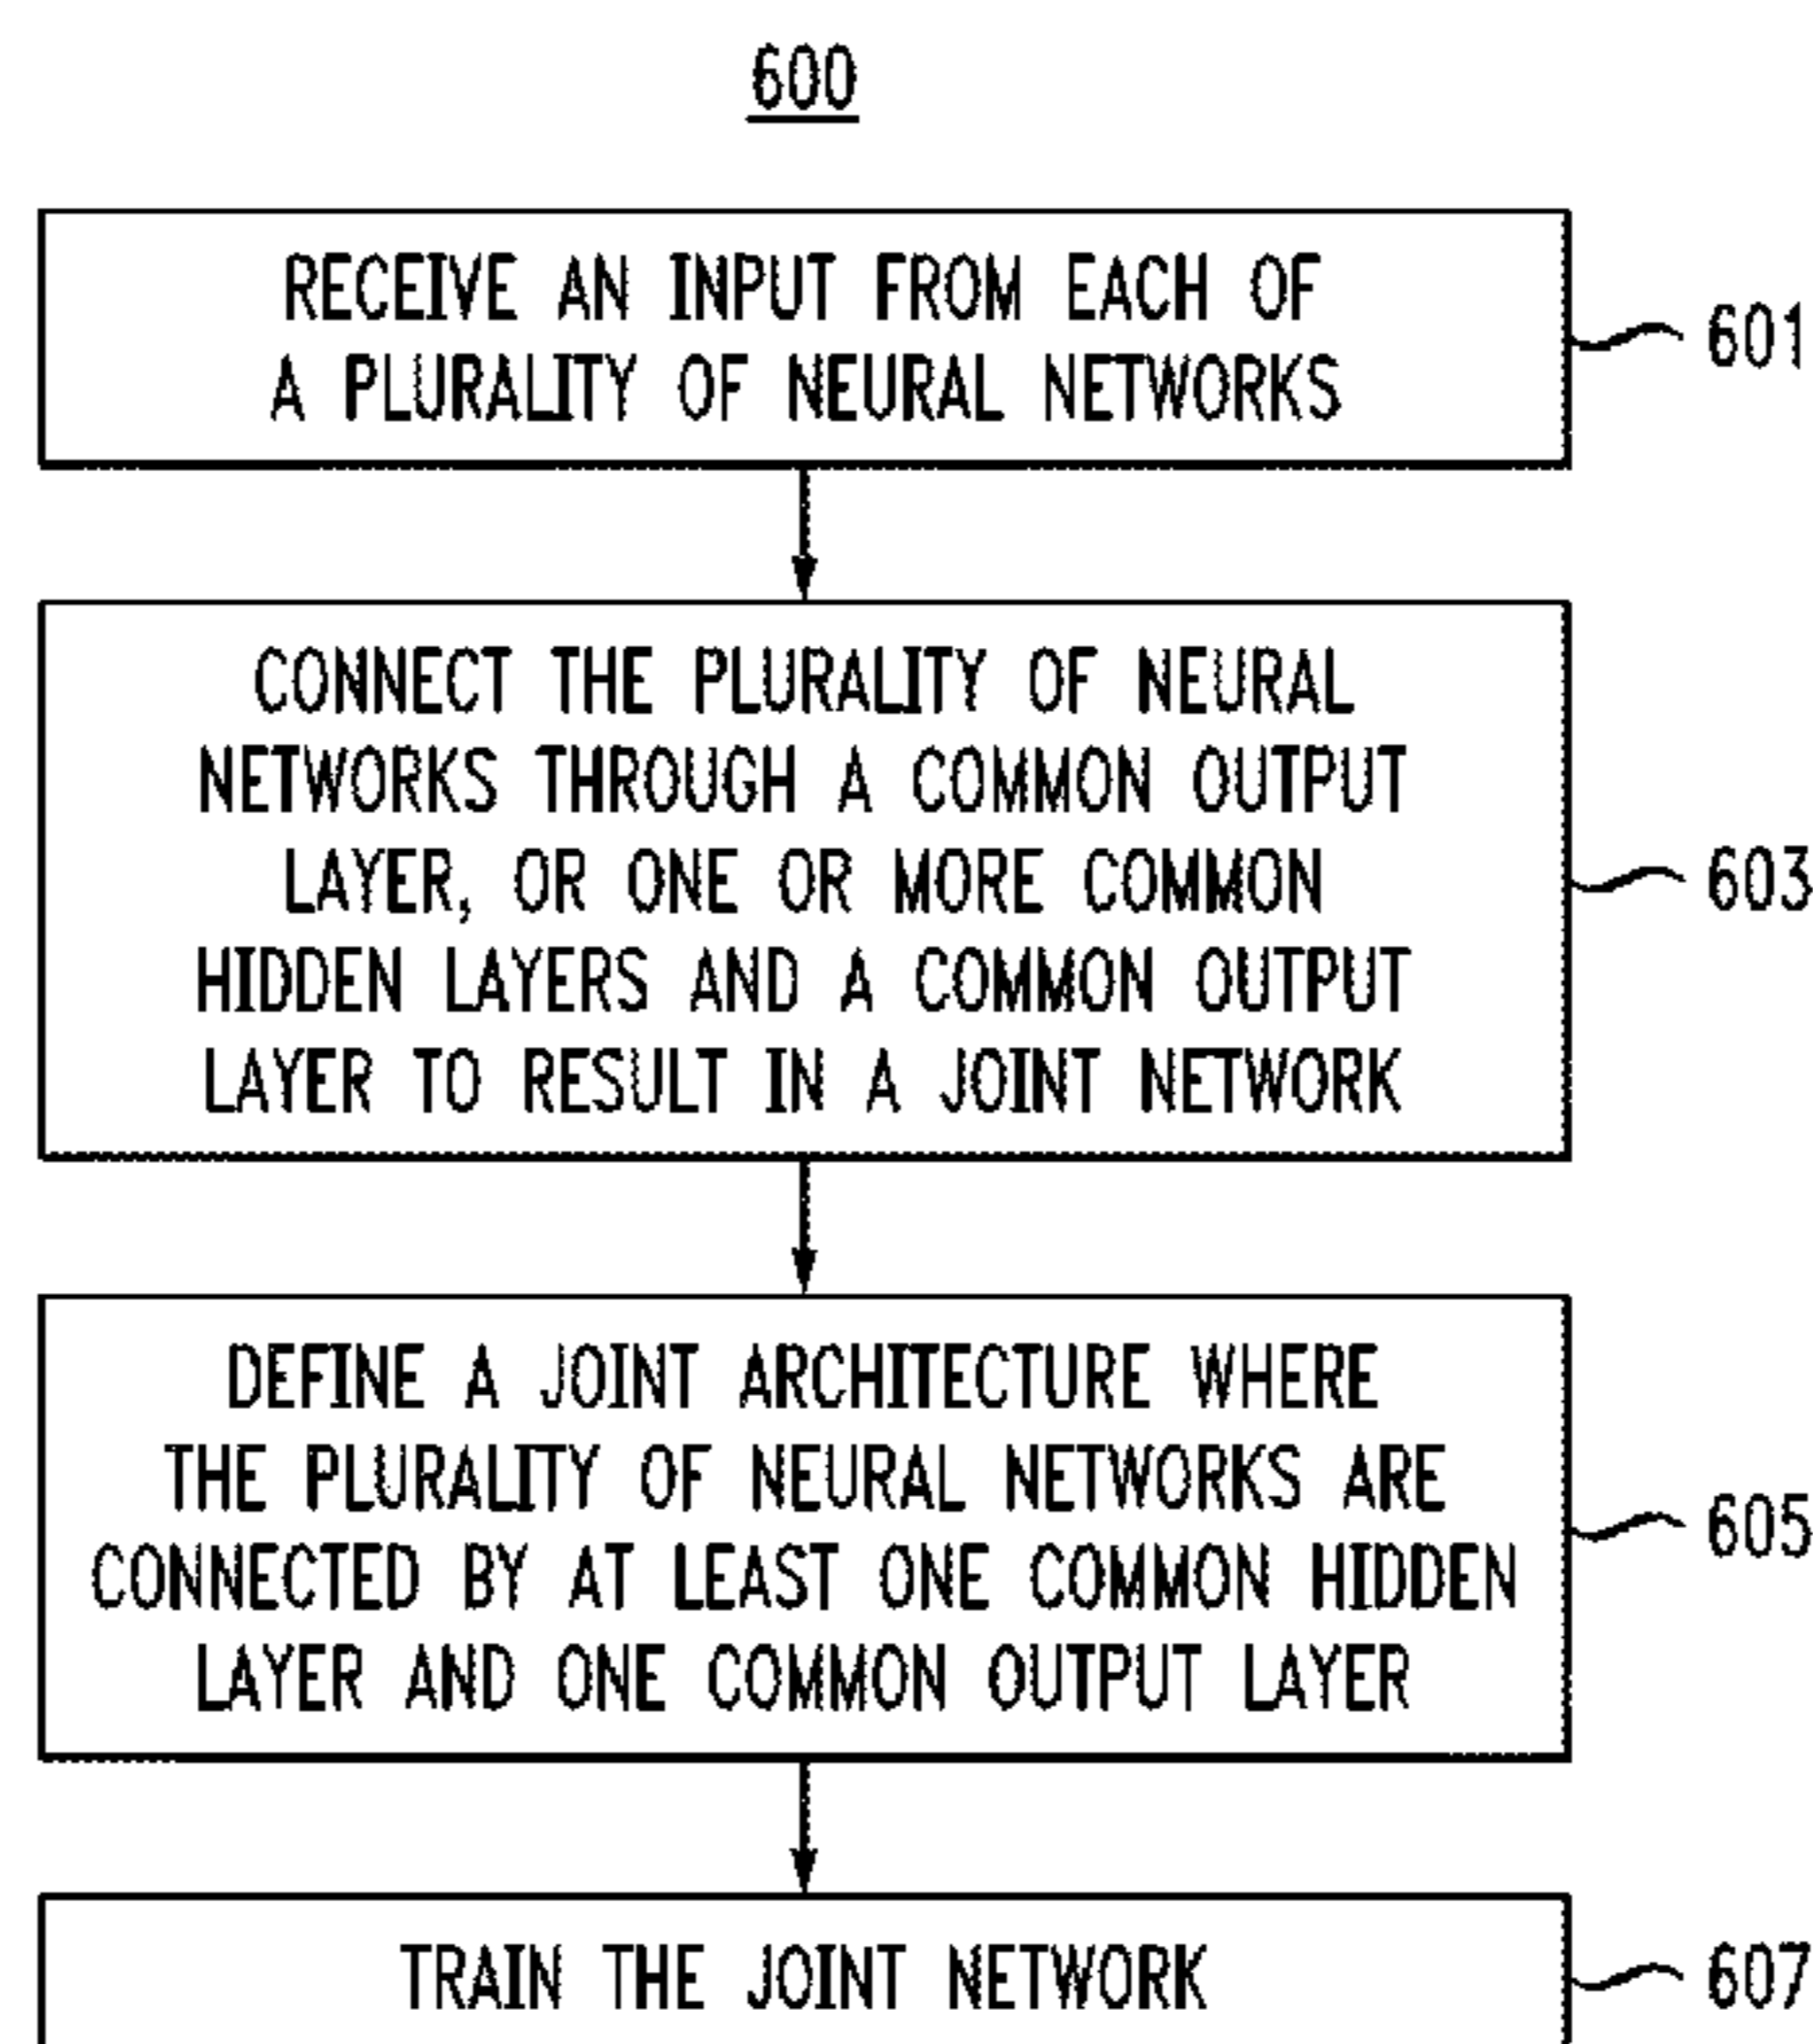 600
RECEIVE AN INPUT FROM EACH OF
A PLURALITY OF NEURAL NETWORKS
601
CONNECT THE PLURALITY OF NEURAL
NETWORKS THROUGH A COMMON OUTPUT
LAYER, OR ONE OR MORE COMMON
HIDDEN LAYERS AND A COMMON OUTPUT
LAYER TO RESULT IN A JOINT NETWORK
603
DEFINE A JOINT ARCHITECTURE WHERE
THE PLURALITY OF NEURAL NETWORKS ARE
CONNECTED BY AT LEAST ONE COMMON HIDDEN
LAYER AND ONE COMMON OUTPUT LAYER
605
TRAIN THE JOINT NETWORK
607